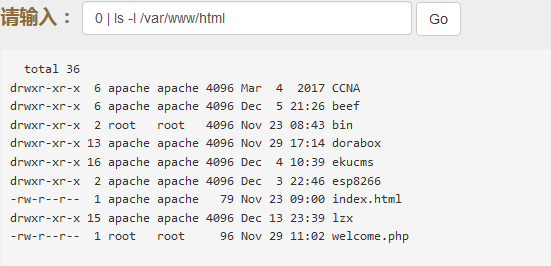 请输入： 0 | ls -l /var/www/html Go
total 36
drwxr-xr-x  6 apache apache 4096 Mar  4  2017 CCNA
drwxr-xr-x  6 apache apache 4096 Dec  5 21:26 beef
drwxr-xr-x  2 root   root   4096 Nov 23 08:43 bin
drwxr-xr-x 13 apache apache 4096 Nov 29 17:14 dorabox
drwxr-xr-x 16 apache apache 4096 Dec  4 10:39 ekucms
drwxr-xr-x  2 apache apache 4096 Dec  3 22:46 esp8266
-rw-r--r--  1 apache apache   79 Nov 23 09:00 index.html
drwxr-xr-x 15 apache apache 4096 Dec 13 23:39 lzx
-rw-r--r--  1 root   root     96 Nov 29 11:02 welcome.php